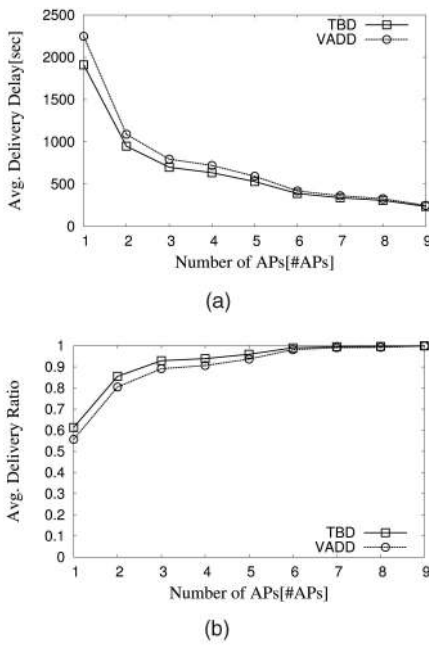 2500
2000
1500
1000
500
0
Avg. Delivery Delay[sec]
TBD
VADD
1 2 3 4 5 6 7 8 9
Number of APs[#APs]
(a)
1
0.9
0.8
0.7
0.6
0.5
0.4
0.3
0.2
0.1
0
Avg. Delivery Ratio
TBD
VADD
1 2 3 4 5 6 7 8 9
Number of APs[#APs]
(b)